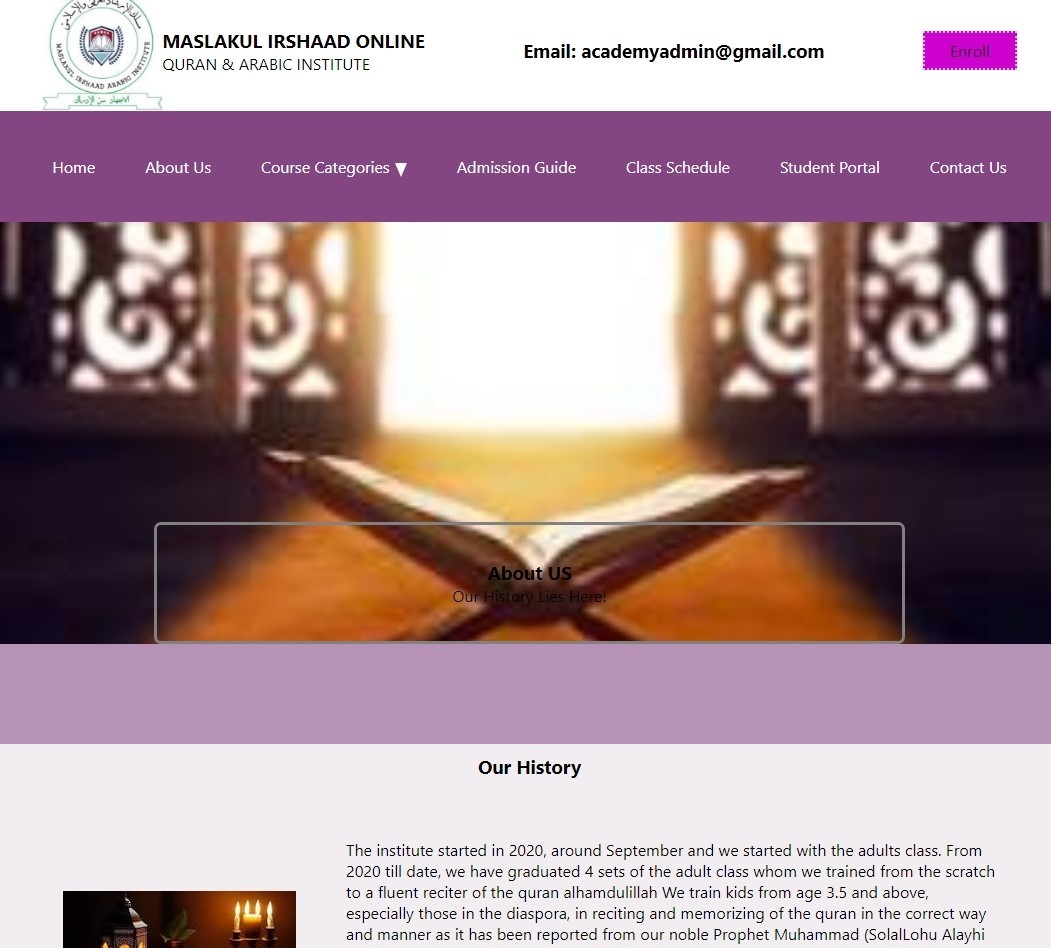 MASLAKUL IRSHAAD ARABIC INSTITUTE
MASLAKUL IRSHAAD ONLINE
QURAN & ARABIC INSTITUTE
Email: academyadmin@gmail.com
Enroll
Home About Us Course Categories ▼ Admission Guide Class Schedule Student Portal Contact Us
About US
Our History Lies Here!
Our History
The institute started in 2020, around September and we started with the adults class. From
2020 till date, we have graduated 4 sets of the adult class whom we trained from the scratch
to a fluent reciter of the quran alhamdulillah We train kids from age 3.5 and above,
especially those in the diaspora, in reciting and memorizing of the quran in the correct way
and manner as it has been reported from our noble Prophet Muhammad (SolalLohu Alayhi